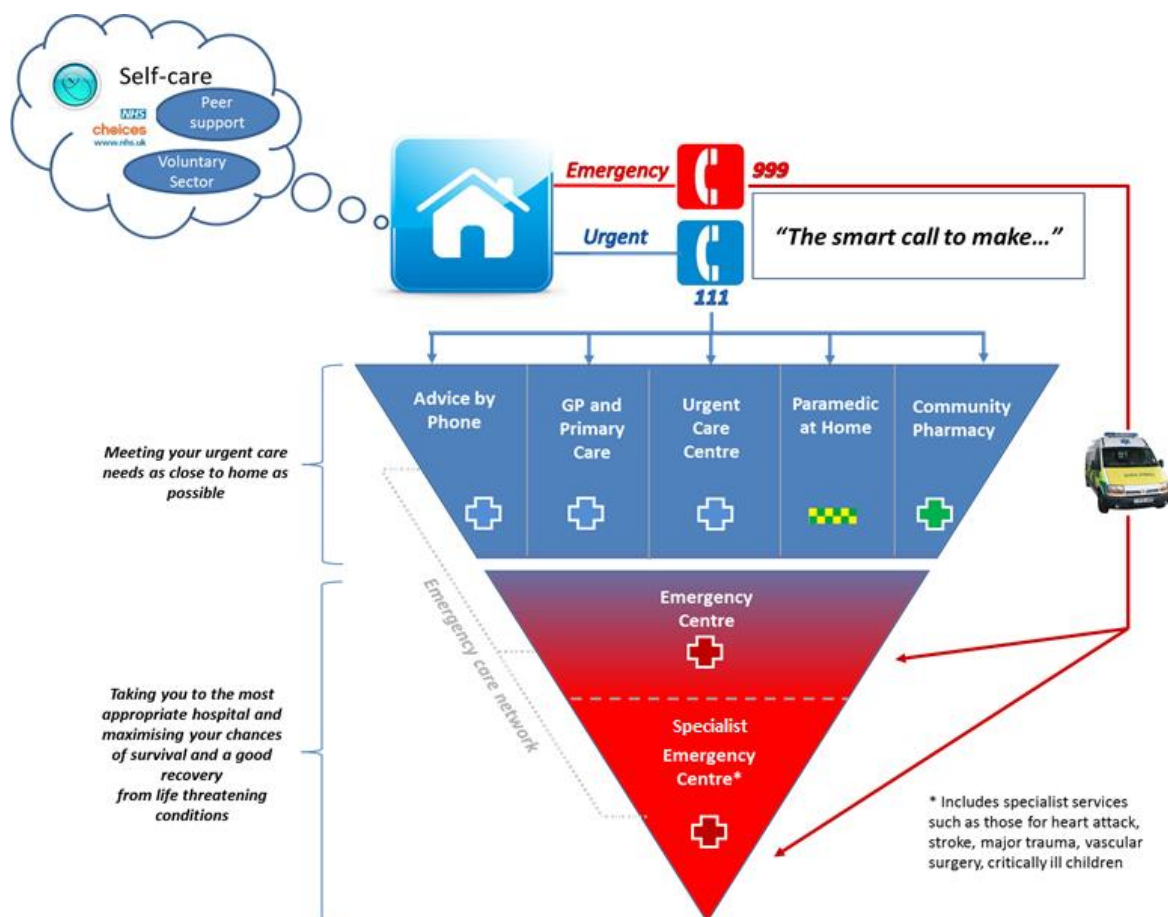 Self-care
Peer
support
NHS
choices
www.nhs.uk
Voluntary
Sector
Emergency
999
Urgent
111
“The smart call to make…”
Advice by
Phone
GP and
Primary
Care
Urgent
Care
Centre
Paramedic
at Home
Community
Pharmacy
Meeting your urgent care
needs as close to home as
possible
Emergency care network
Emergency
Centre
Specialist
Emergency
Centre*
Taking you to the most
appropriate hospital and
maximising your chances
of survival and a good
recovery
from life threatening
conditions
* Includes specialist services
such as those for heart attack,
stroke, major trauma, vascular
surgery, critically ill children